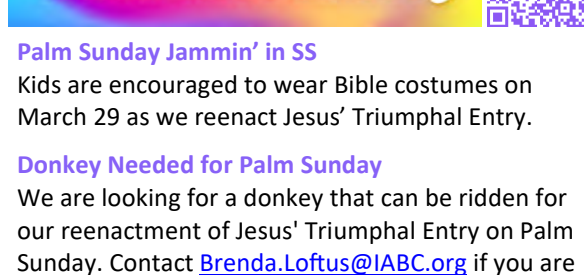 Palm Sunday Jammin’ in SS
Kids are encouraged to wear Bible costumes on
March 29 as we reenact Jesus’ Triumphal Entry.
Donkey Needed for Palm Sunday
We are looking for a donkey that can be ridden for
our reenactment of Jesus' Triumphal Entry on Palm
Sunday. Contact Brenda.Loftus@IABC.org if you are